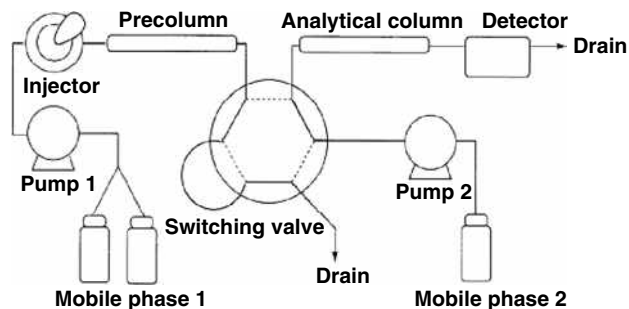 Precolumn
Analytical column
Detector
Drain
Injector
Pump 1
Pump 2
Switching valve
Drain
Mobile phase 1
Mobile phase 2